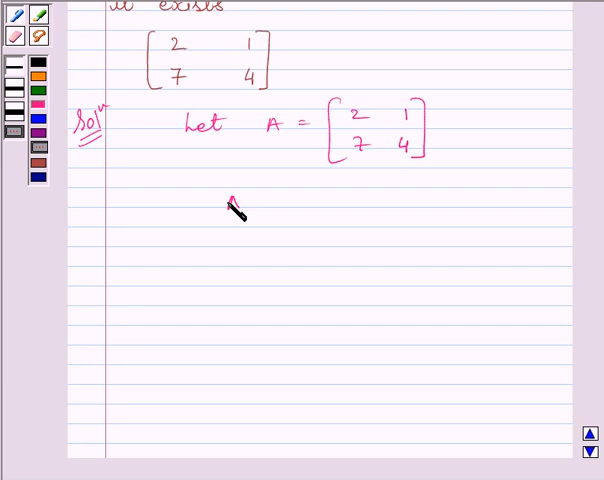 it exists
[2 1
7 4]
Solⁿ Let A = [2 1
7 4]
A